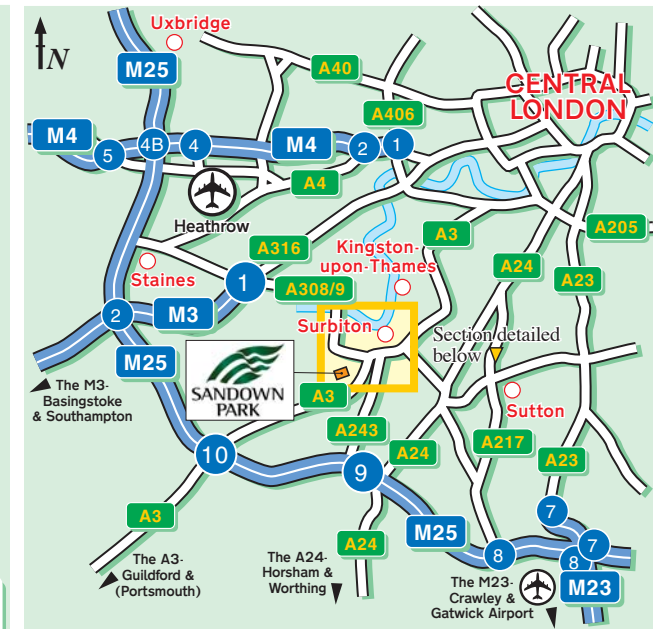 Uxbridge
N
M25
A40
CENTRAL
LONDON
A406
M4
5
4B
4
M4
2
1
A4
Heathrow
A205
A3
A316
Kingston-
upon-Thames
A24
A23
Staines
1
A308/9
2
M3
Surbiton
Section detailed
below
M25
SANDOWN
PARK
The M3-
Basingstoke
& Southampton
A3
Sutton
A243
A24
A217
A23
10
9
A3
M25
7
A24
8
7
8
The A3-
Guildford &
(Portsmouth)
The A24-
Horsham &
Worthing
The M23-
Crawley &
Gatwick Airport
M23